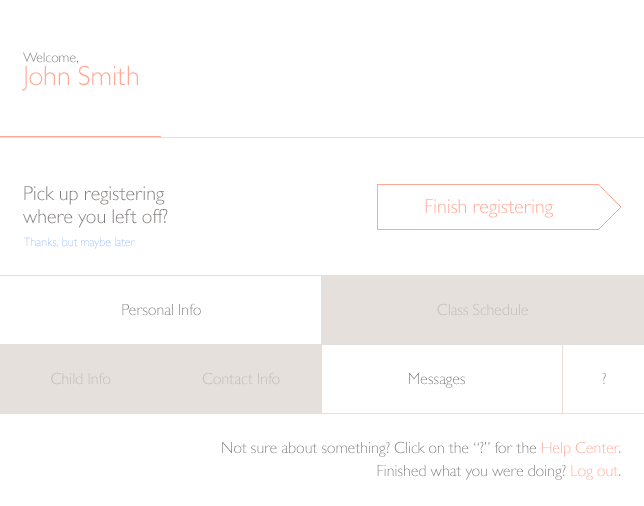 Welcome,
John Smith
Pick up registering
where you left off?
Thanks, but maybe later
Finish registering
Personal Info
Class Schedule
Child Info
Contact Info
Messages
?
Not sure about something? Click on the “?” for the Help Center.
Finished what you were doing? Log out.